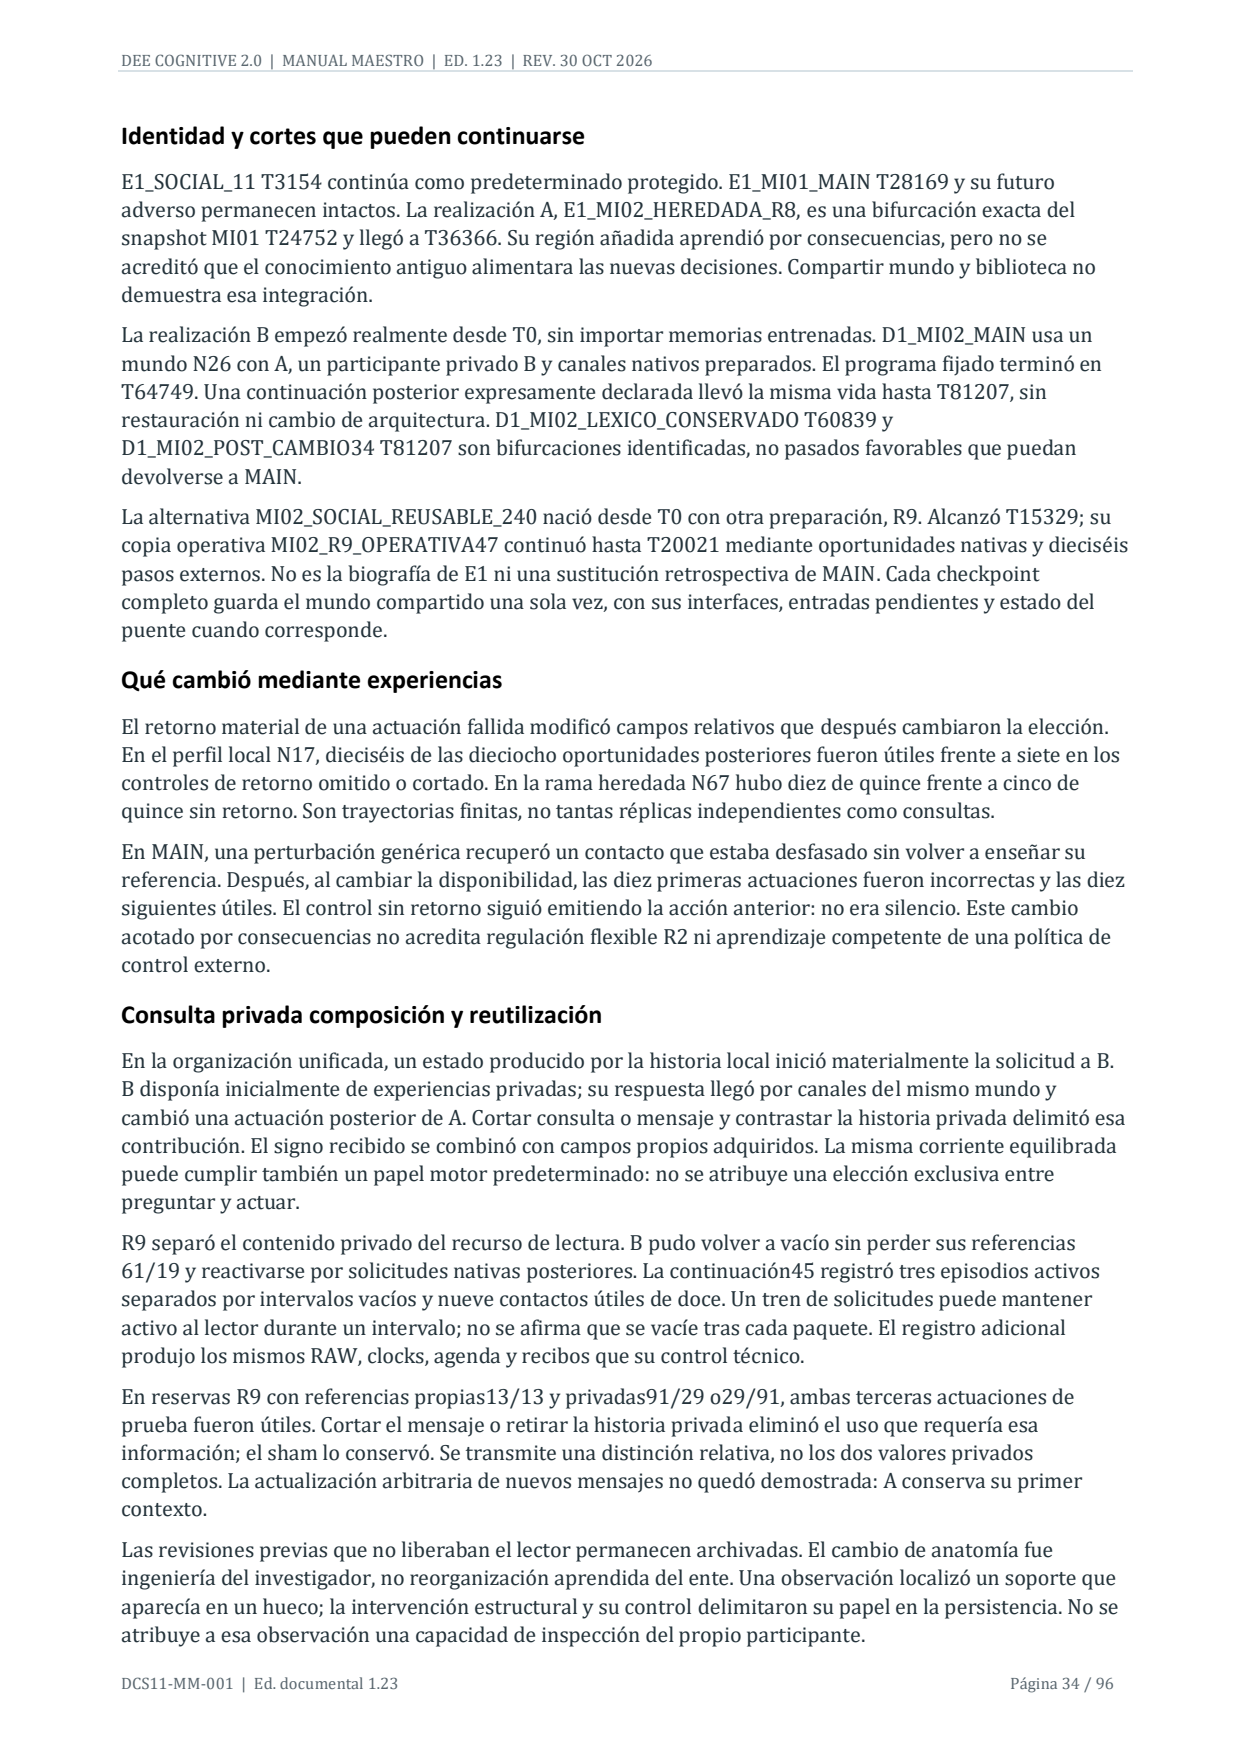 DEE COGNITIVE 2.0 | MANUAL MAESTRO | ED. 1.23 | REV. 30 OCT 2026
Identidad y cortes que pueden continuarse
E1_SOCIAL_11 T3154 continúa como predeterminado protegido. E1_MI01_MAIN T28169 y su futuro
adverso permanecen intactos. La realización A, E1_MI02_HEREDADA_R8, es una bifurcación exacta del
snapshot MI01 T24752 y llegó a T36366. Su región añadida aprendió por consecuencias, pero no se
acreditó que el conocimiento antiguo alimentara las nuevas decisiones. Compartir mundo y biblioteca no
demuestra esa integración.
La realización B empezó realmente desde T0, sin importar memorias entrenadas. D1_MI02_MAIN usa un
mundo N26 con A, un participante privado B y canales nativos preparados. El programa fijado terminó en
T64749. Una continuación posterior expresamente declarada llevó la misma vida hasta T81207, sin
restauración ni cambio de arquitectura. D1_MI02_LEXICO_CONSERVADO T60839 y
D1_MI02_POST_CAMBIO34 T81207 son bifurcaciones identificadas, no pasados favorables que puedan
devolverse a MAIN.
La alternativa MI02_SOCIAL_REUSABLE_240 nació desde T0 con otra preparación, R9. Alcanzó T15329; su
copia operativa MI02_R9_OPERATIVA47 continuó hasta T20021 mediante oportunidades nativas y dieciséis
pasos externos. No es la biografía de E1 ni una sustitución retrospectiva de MAIN. Cada checkpoint
completo guarda el mundo compartido una sola vez, con sus interfaces, entradas pendientes y estado del
puente cuando corresponde.
Qué cambió mediante experiencias
El retorno material de una actuación fallida modificó campos relativos que después cambiaron la elección.
En el perfil local N17, dieciséis de las dieciocho oportunidades posteriores fueron útiles frente a siete en los
controles de retorno omitido o cortado. En la rama heredada N67 hubo diez de quince frente a cinco de
quince sin retorno. Son trayectorias finitas, no tantas réplicas independientes como consultas.
En MAIN, una perturbación genérica recuperó un contacto que estaba desfasado sin volver a enseñar su
referencia. Después, al cambiar la disponibilidad, las diez primeras actuaciones fueron incorrectas y las diez
siguientes útiles. El control sin retorno siguió emitiendo la acción anterior: no era silencio. Este cambio
acotado por consecuencias no acredita regulación flexible R2 ni aprendizaje competente de una política de
control externo.
Consulta privada composición y reutilización
En la organización unificada, un estado producido por la historia local inició materialmente la solicitud a B.
B disponía inicialmente de experiencias privadas; su respuesta llegó por canales del mismo mundo y
cambió una actuación posterior de A. Cortar consulta o mensaje y contrastar la historia privada delimitó esa
contribución. El signo recibido se combinó con campos propios adquiridos. La misma corriente equilibrada
puede cumplir también un papel motor predeterminado: no se atribuye una elección exclusiva entre
preguntar y actuar.
R9 separó el contenido privado del recurso de lectura. B pudo volver a vacío sin perder sus referencias
61/19 y reactivarse por solicitudes nativas posteriores. La continuación45 registró tres episodios activos
separados por intervalos vacíos y nueve contactos útiles de doce. Un tren de solicitudes puede mantener
activo al lector durante un intervalo; no se afirma que se vacíe tras cada paquete. El registro adicional
produjo los mismos RAW, clocks, agenda y recibos que su control técnico.
En reservas R9 con referencias propias13/13 y privadas91/29 o29/91, ambas terceras actuaciones de
prueba fueron útiles. Cortar el mensaje o retirar la historia privada eliminó el uso que requería esa
información; el sham lo conservó. Se transmite una distinción relativa, no los dos valores privados
completos. La actualización arbitraria de nuevos mensajes no quedó demostrada: A conserva su primer
contexto.
Las revisiones previas que no liberaban el lector permanecen archivadas. El cambio de anatomía fue
ingeniería del investigador, no reorganización aprendida del ente. Una observación localizó un soporte que
aparecía en un hueco; la intervención estructural y su control delimitaron su papel en la persistencia. No se
atribuye a esa observación una capacidad de inspección del propio participante.
DCS11-MM-001 | Ed. documental 1.23
Página 34 / 96